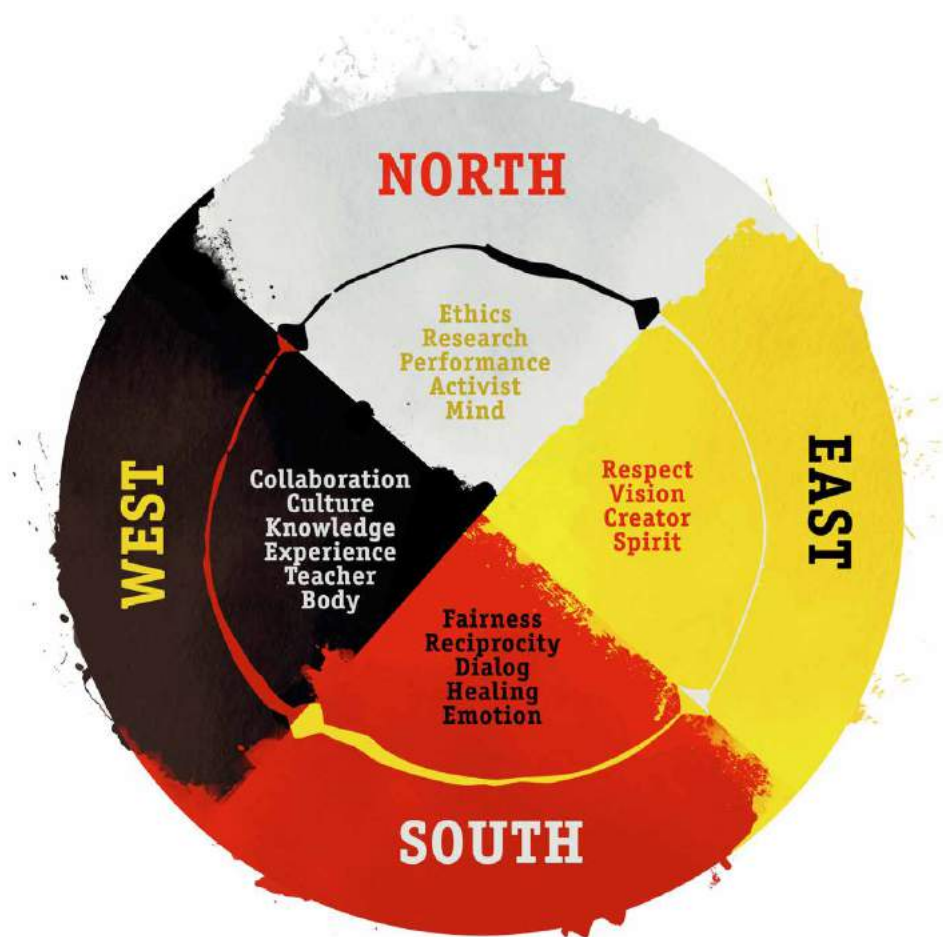 NORTH
Ethics
Research
Performance
Activist
Mind
WEST
Collaboration
Culture
Knowledge
Experience
Teacher
Body
Respect
Vision
Creator
Spirit
EAST
Fairness
Reciprocity
Dialog
Healing
Emotion
SOUTH